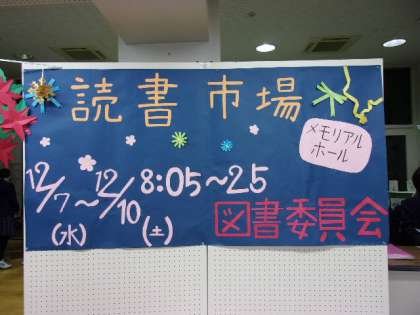 読書市場
メモリアル
ホール
12/7～12/10 8:05～25
(水) (土)
図書委員会